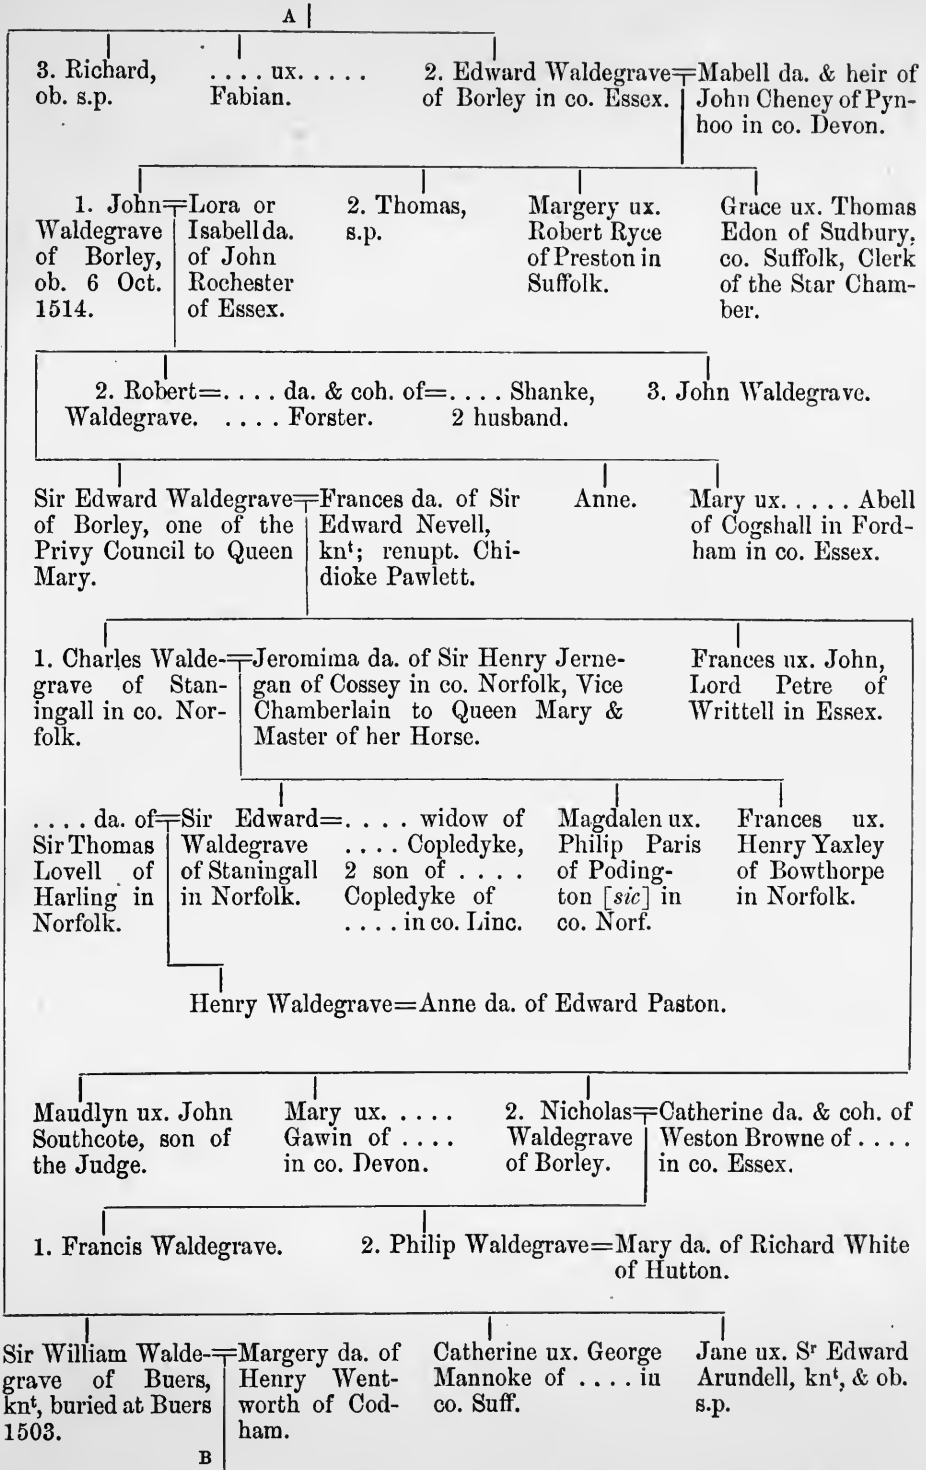 A
3. Richard,
ob. s.p.
. . . . ux. . . . .
Fabian.
2. Edward Waldegrave=Mabell da. & heir of
of Borley in co. Essex. John Cheney of Pyn-
hoo in co. Devon.
1. John=Lora or
Waldegrave Isabell da.
of Borley, of John
ob. 6 Oct. Rochester
1514. of Essex.
2. Thomas,
s.p.
Margery ux.
Robert Ryce
of Preston in
Suffolk.
Grace ux. Thomas
Edon of Sudbury,
co. Suffolk, Clerk
of the Star Cham-
ber.
2. Robert=. . . . da. & coh. of=. . . . Shanke,
Waldegrave. . . . . Forster. 2 husband.
3. John Waldegrave.
Sir Edward Waldegrave=Frances da. of Sir
of Borley, one of the Edward Nevell,
Privy Council to Queen knᵗ; renupt. Chi-
Mary. dioke Pawlett.
Anne.
Mary ux. . . . . Abell
of Cogshall in Ford-
ham in co. Essex.
1. Charles Walde-=Jeromima da. of Sir Henry Jerne-
grave of Stan- gan of Cossey in co. Norfolk, Vice
ingall in co. Nor- Chamberlain to Queen Mary &
folk. Master of her Horse.
Frances ux. John,
Lord Petre of
Writtell in Essex.
. . . . da. of=Sir Edward=. . . . widow of
Sir Thomas Waldegrave . . . . Copledyke,
Lovell of of Staningall 2 son of . . . .
Harling in in Norfolk. Copledyke of
Norfolk. . . . . in co. Linc.
Magdalen ux.
Philip Paris
of Poding-
ton [sic] in
co. Norf.
Frances ux.
Henry Yaxley
of Bowthorpe
in Norfolk.
Henry Waldegrave=Anne da. of Edward Paston.
Maudlyn ux. John
Southcote, son of
the Judge.
Mary ux. . . . .
Gawin of . . . .
in co. Devon.
2. Nicholas=Catherine da. & coh. of
Waldegrave Weston Browne of . . . .
of Borley. in co. Essex.
1. Francis Waldegrave.
2. Philip Waldegrave=Mary da. of Richard White
of Hutton.
Sir William Walde-=Margery da. of
grave of Buers, Henry Went-
knᵗ, buried at Buers worth of Cod-
1503. ham.
Catherine ux. George
Mannoke of . . . . in
co. Suff.
Jane ux. Sʳ Edward
Arundell, knᵗ, & ob.
s.p.
B